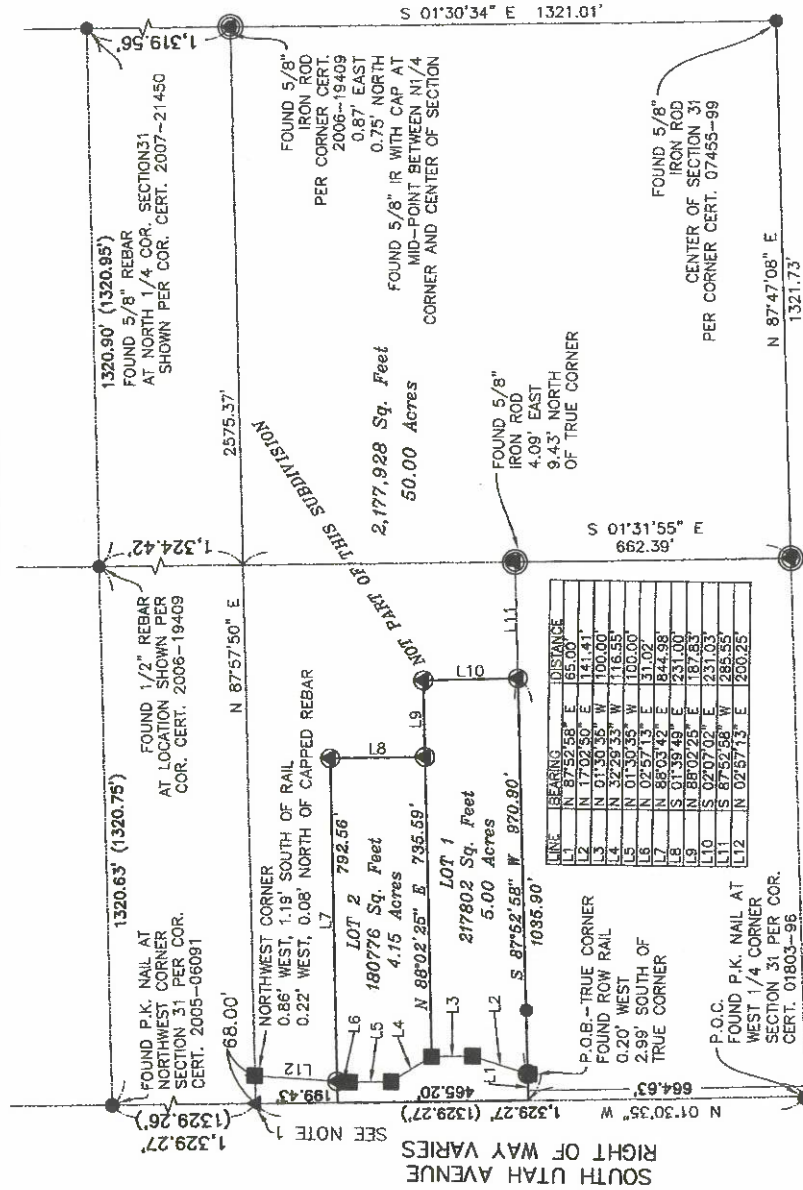 S 01°30'34" E 1321.01'
1,319.56'
1320.90' (1320.95')
FOUND 5/8" REBAR
AT NORTH 1/4 COR. SECTION31
SHOWN PER COR. CERT. 2007-21450
FOUND 5/8"
IRON ROD
PER CORNER CERT.
2006-19409
0.87' EAST
0.75' NORTH
FOUND 5/8" IR WITH CAP AT
MID-POINT BETWEEN N1/4
CORNER AND CENTER OF SECTION
FOUND 5/8"
IRON ROD
CENTER OF SECTION 31
PER CORNER CERT. 07455-99
N 87°47'08" E
1321.73'
2575.37'
NOT PART OF THIS SUBDIVISION
2,177,928 Sq. Feet
50.00 Acres
FOUND 5/8"
IRON ROD
4.09' EAST
9.43' NORTH
OF TRUE CORNER
S 01°31'55" E
662.39'
1,324.42'
FOUND 1/2" REBAR
AT LOCATION SHOWN PER
COR. CERT. 2006-19409
N 87°57'50" E
1320.63' (1320.75')
FOUND P.K. NAIL AT
NORTHWEST CORNER
SECTION 31 PER COR.
CERT. 2005-06091
68.00'
NORTHWEST CORNER
0.86' WEST, 1.19' SOUTH OF RAIL
0.22' WEST, 0.08' NORTH OF CAPPED REBAR
1,329.27'
(1329.26')
SEE NOTE 1
L12
199.43'
L7
792.56'
L8
L6
L5
L4
LOT 2
180776 Sq. Feet
4.15 Acres
N 88°02'25" E 735.59'
L9
L10
L11
L3
L2
L1
LOT 1
217802 Sq. Feet
5.00 Acres
S 87°52'58" W 970.90'
1035.90'
465.20'
1,329.27' (1329.27')
664.63'
N 01°30'35" W
SOUTH UTAH AVENUE
RIGHT OF WAY VARIES
P.O.B.-TRUE CORNER
FOUND ROW RAIL
0.20' WEST
2.99' SOUTH OF
TRUE CORNER
P.O.C.
FOUND P.K. NAIL AT
WEST 1/4 CORNER
SECTION 31 PER COR.
CERT. 01803-96
LINE BEARING DISTANCE
L1 N 87°52'58" E 65.00'
L2 N 17°02'50" E 141.41'
L3 N 01°30'35" W 100.00'
L4 N 32°29'33" W 116.55'
L5 N 01°30'35" W 100.00'
L6 N 02°57'13" E 31.02'
L7 N 88°03'42" E 844.98'
L8 S 01°39'49" E 231.00'
L9 N 88°02'25" E 187.83'
L10 S 02°07'02" E 231.03'
L11 S 87°52'58" W 285.55'
L12 N 02°57'13" E 200.25'